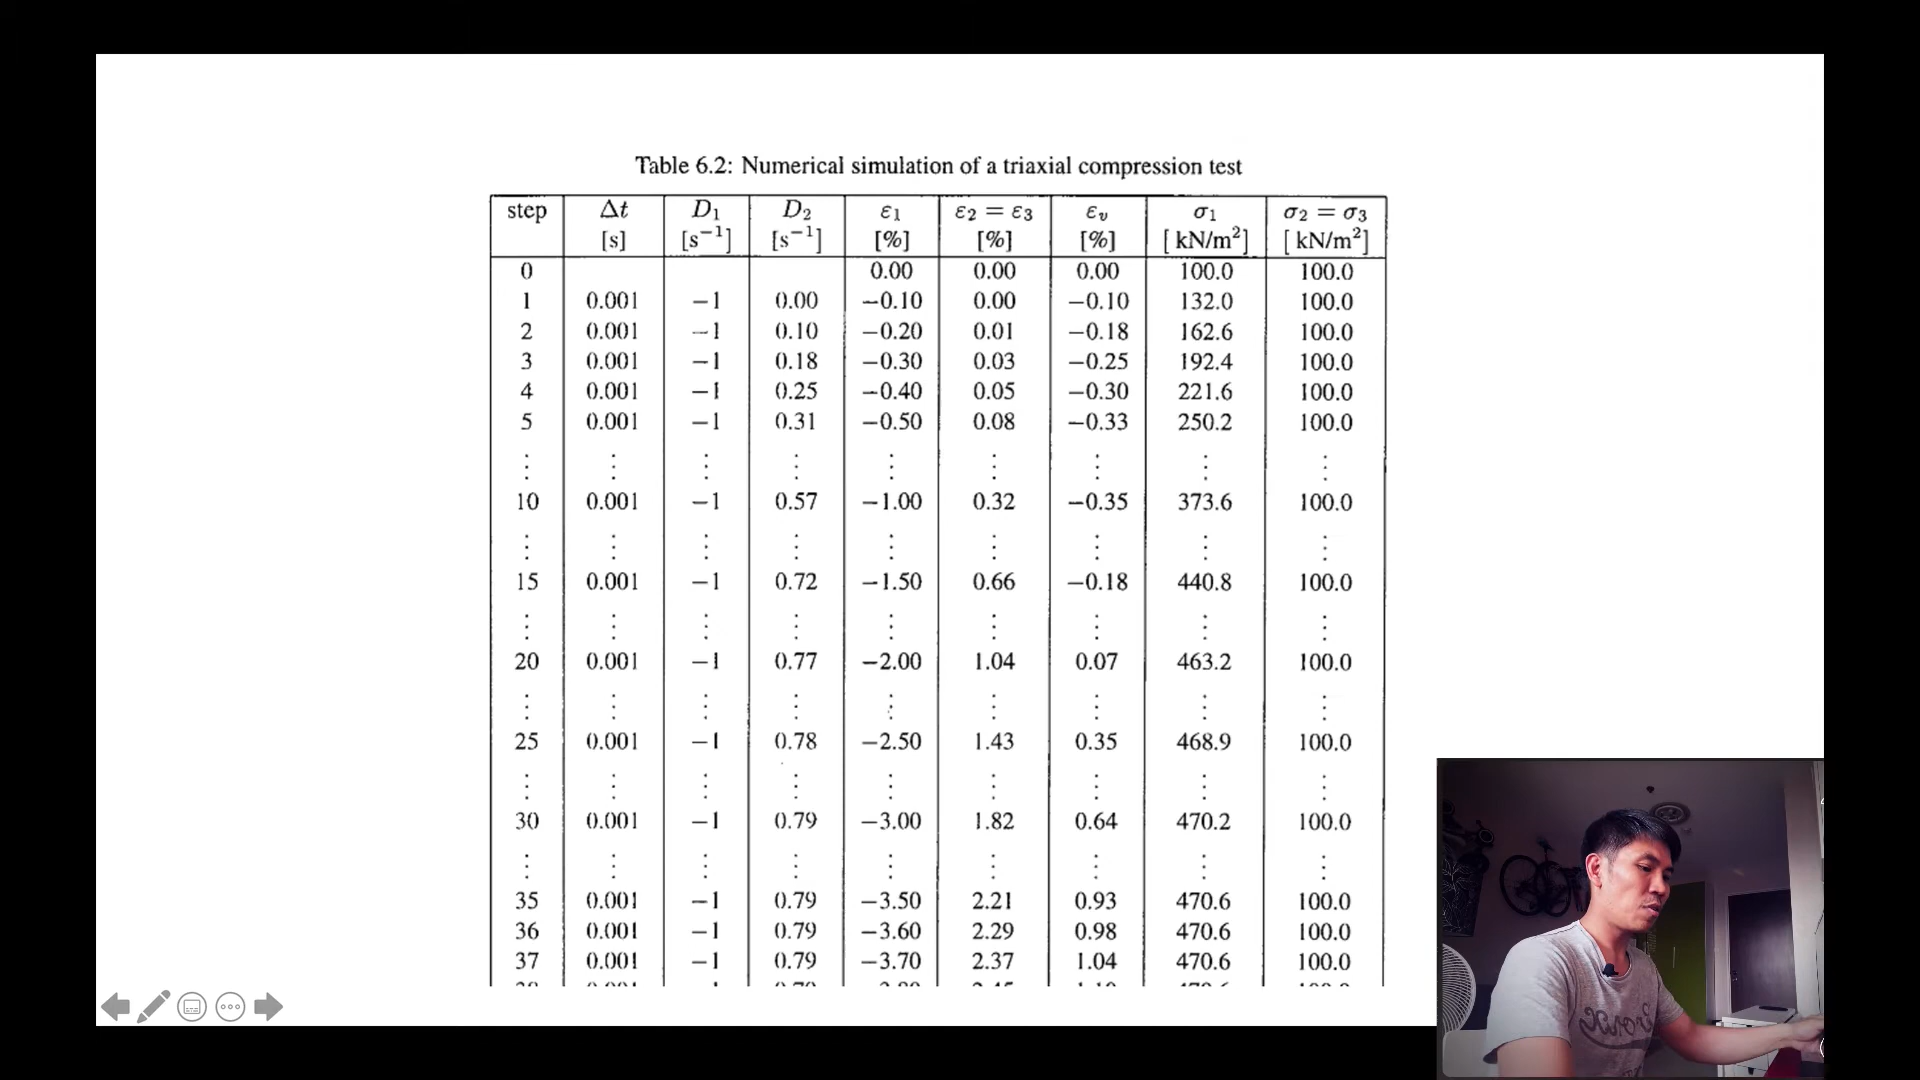 Table 6.2: Numerical simulation of a triaxial compression test
step Δt D₁ D₂ ε₁ ε₂ = ε₃ εᵥ σ₁ σ₂ = σ₃
[s] [s⁻¹] [s⁻¹] [%] [%] [%] [kN/m²] [kN/m²]
0 0.00 0.00 0.00 100.0 100.0
1 0.001 −1 0.00 −0.10 0.00 −0.10 132.0 100.0
2 0.001 −1 0.10 −0.20 0.01 −0.18 162.6 100.0
3 0.001 −1 0.18 −0.30 0.03 −0.25 192.4 100.0
4 0.001 −1 0.25 −0.40 0.05 −0.30 221.6 100.0
5 0.001 −1 0.31 −0.50 0.08 −0.33 250.2 100.0
⋮ ⋮ ⋮ ⋮ ⋮ ⋮ ⋮ ⋮ ⋮
10 0.001 −1 0.57 −1.00 0.32 −0.35 373.6 100.0
⋮ ⋮ ⋮ ⋮ ⋮ ⋮ ⋮ ⋮ ⋮
15 0.001 −1 0.72 −1.50 0.66 −0.18 440.8 100.0
⋮ ⋮ ⋮ ⋮ ⋮ ⋮ ⋮ ⋮ ⋮
20 0.001 −1 0.77 −2.00 1.04 0.07 463.2 100.0
⋮ ⋮ ⋮ ⋮ ⋮ ⋮ ⋮ ⋮ ⋮
25 0.001 −1 0.78 −2.50 1.43 0.35 468.9 100.0
⋮ ⋮ ⋮ ⋮ ⋮ ⋮ ⋮ ⋮ ⋮
30 0.001 −1 0.79 −3.00 1.82 0.64 470.2 100.0
⋮ ⋮ ⋮ ⋮ ⋮ ⋮ ⋮ ⋮ ⋮
35 0.001 −1 0.79 −3.50 2.21 0.93 470.6 100.0
36 0.001 −1 0.79 −3.60 2.29 0.98 470.6 100.0
37 0.001 −1 0.79 −3.70 2.37 1.04 470.6 100.0